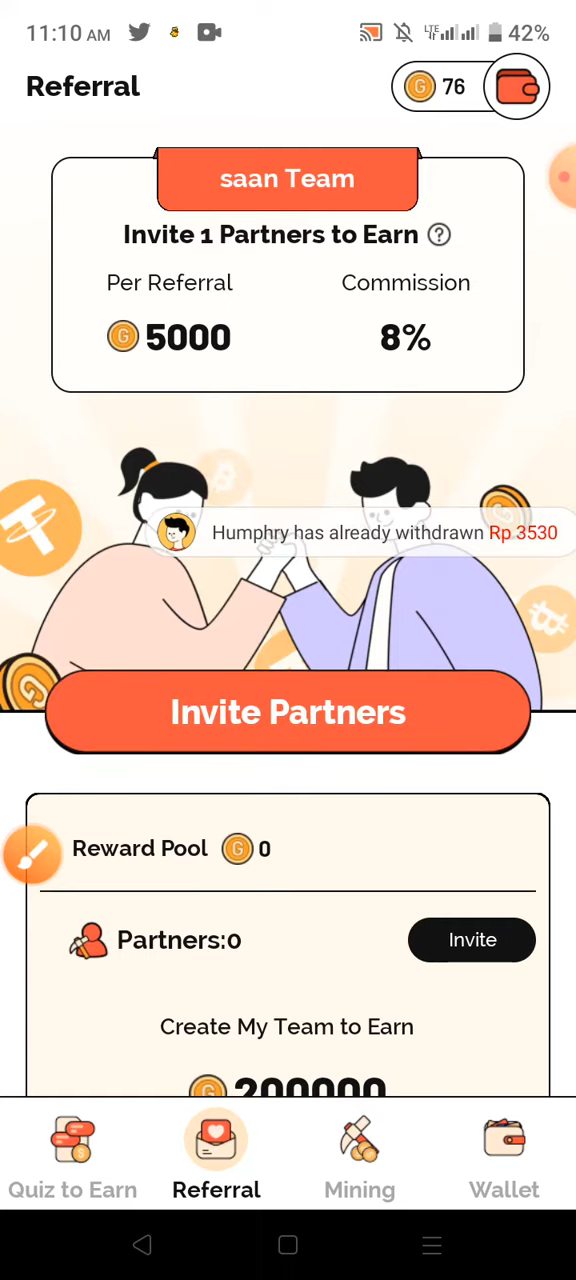 11:10 AM
LTE
42%
Referral
G 76
saan Team
Invite 1 Partners to Earn ?
Per Referral
Commission
G 5000
8%
Humphry has already withdrawn Rp 3530
Invite Partners
Reward Pool G 0
Partners:0
Invite
Create My Team to Earn
G 200000
Quiz to Earn
Referral
Mining
Wallet